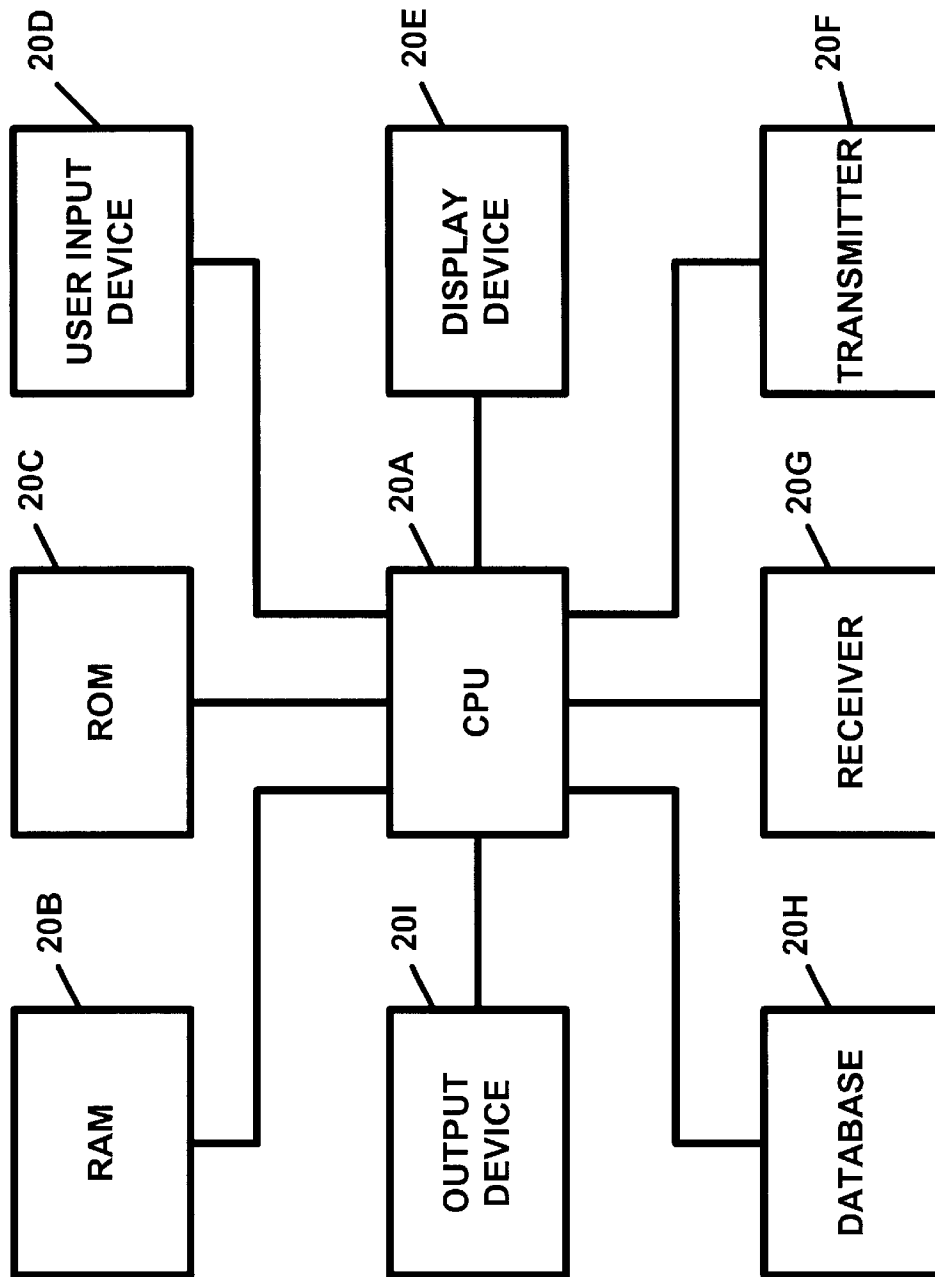 20B
RAM
20C
ROM
20D
USER INPUT
DEVICE
20I
OUTPUT
DEVICE
20A
CPU
20E
DISPLAY
DEVICE
20H
DATABASE
20G
RECEIVER
20F
TRANSMITTER